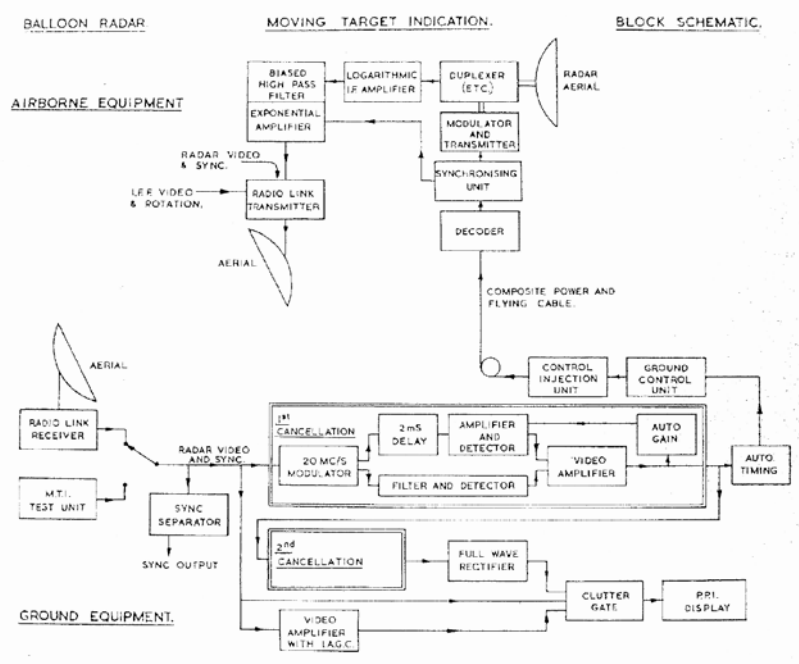 BALLOON RADAR.
MOVING TARGET INDICATION.
BLOCK SCHEMATIC.
AIRBORNE EQUIPMENT
BIASED
HIGH PASS
FILTER
EXPONENTIAL
AMPLIFIER
LOGARITHMIC
I.F. AMPLIFIER
DUPLEXER
(ETC.)
RADAR
AERIAL
MODULATOR
AND
TRANSMITTER
RADAR VIDEO
& SYNC.
SYNCHRONISING
UNIT
I.F.F. VIDEO
& ROTATION.
RADIO LINK
TRANSMITTER
DECODER
AERIAL
COMPOSITE POWER AND
FLYING CABLE.
AERIAL
CONTROL
INJECTION
UNIT
GROUND
CONTROL
UNIT
RADIO LINK
RECEIVER
RADAR VIDEO
AND SYNC.
1st
CANCELLATION
2mS
DELAY
AMPLIFIER
AND
DETECTOR
AUTO
GAIN
20 MC/S
MODULATOR
VIDEO
AMPLIFIER
AUTO.
TIMING
FILTER AND DETECTOR
M.T.I.
TEST UNIT
SYNC
SEPARATOR
SYNC OUTPUT
2nd
CANCELLATION
FULL WAVE
RECTIFIER
CLUTTER
GATE
P.P.I.
DISPLAY
GROUND EQUIPMENT.
VIDEO
AMPLIFIER
WITH I.A.G.C.